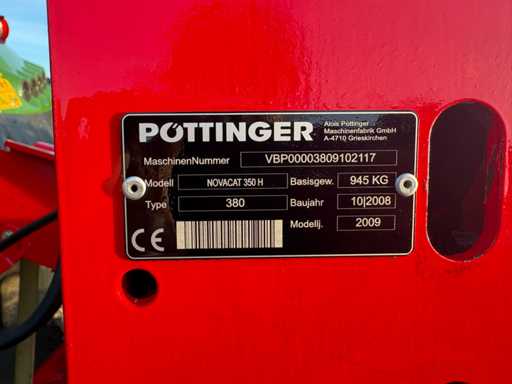 PÖTTINGER
Alois Pöttinger
Maschinenfabrik GmbH
A-4710 Grieskirchen
MaschinenNummer VBP00003809102117
Modell NOVACAT 350 H Basisgew. 945 KG
Type 380 Baujahr 10|2008
CE Modellj. 2009